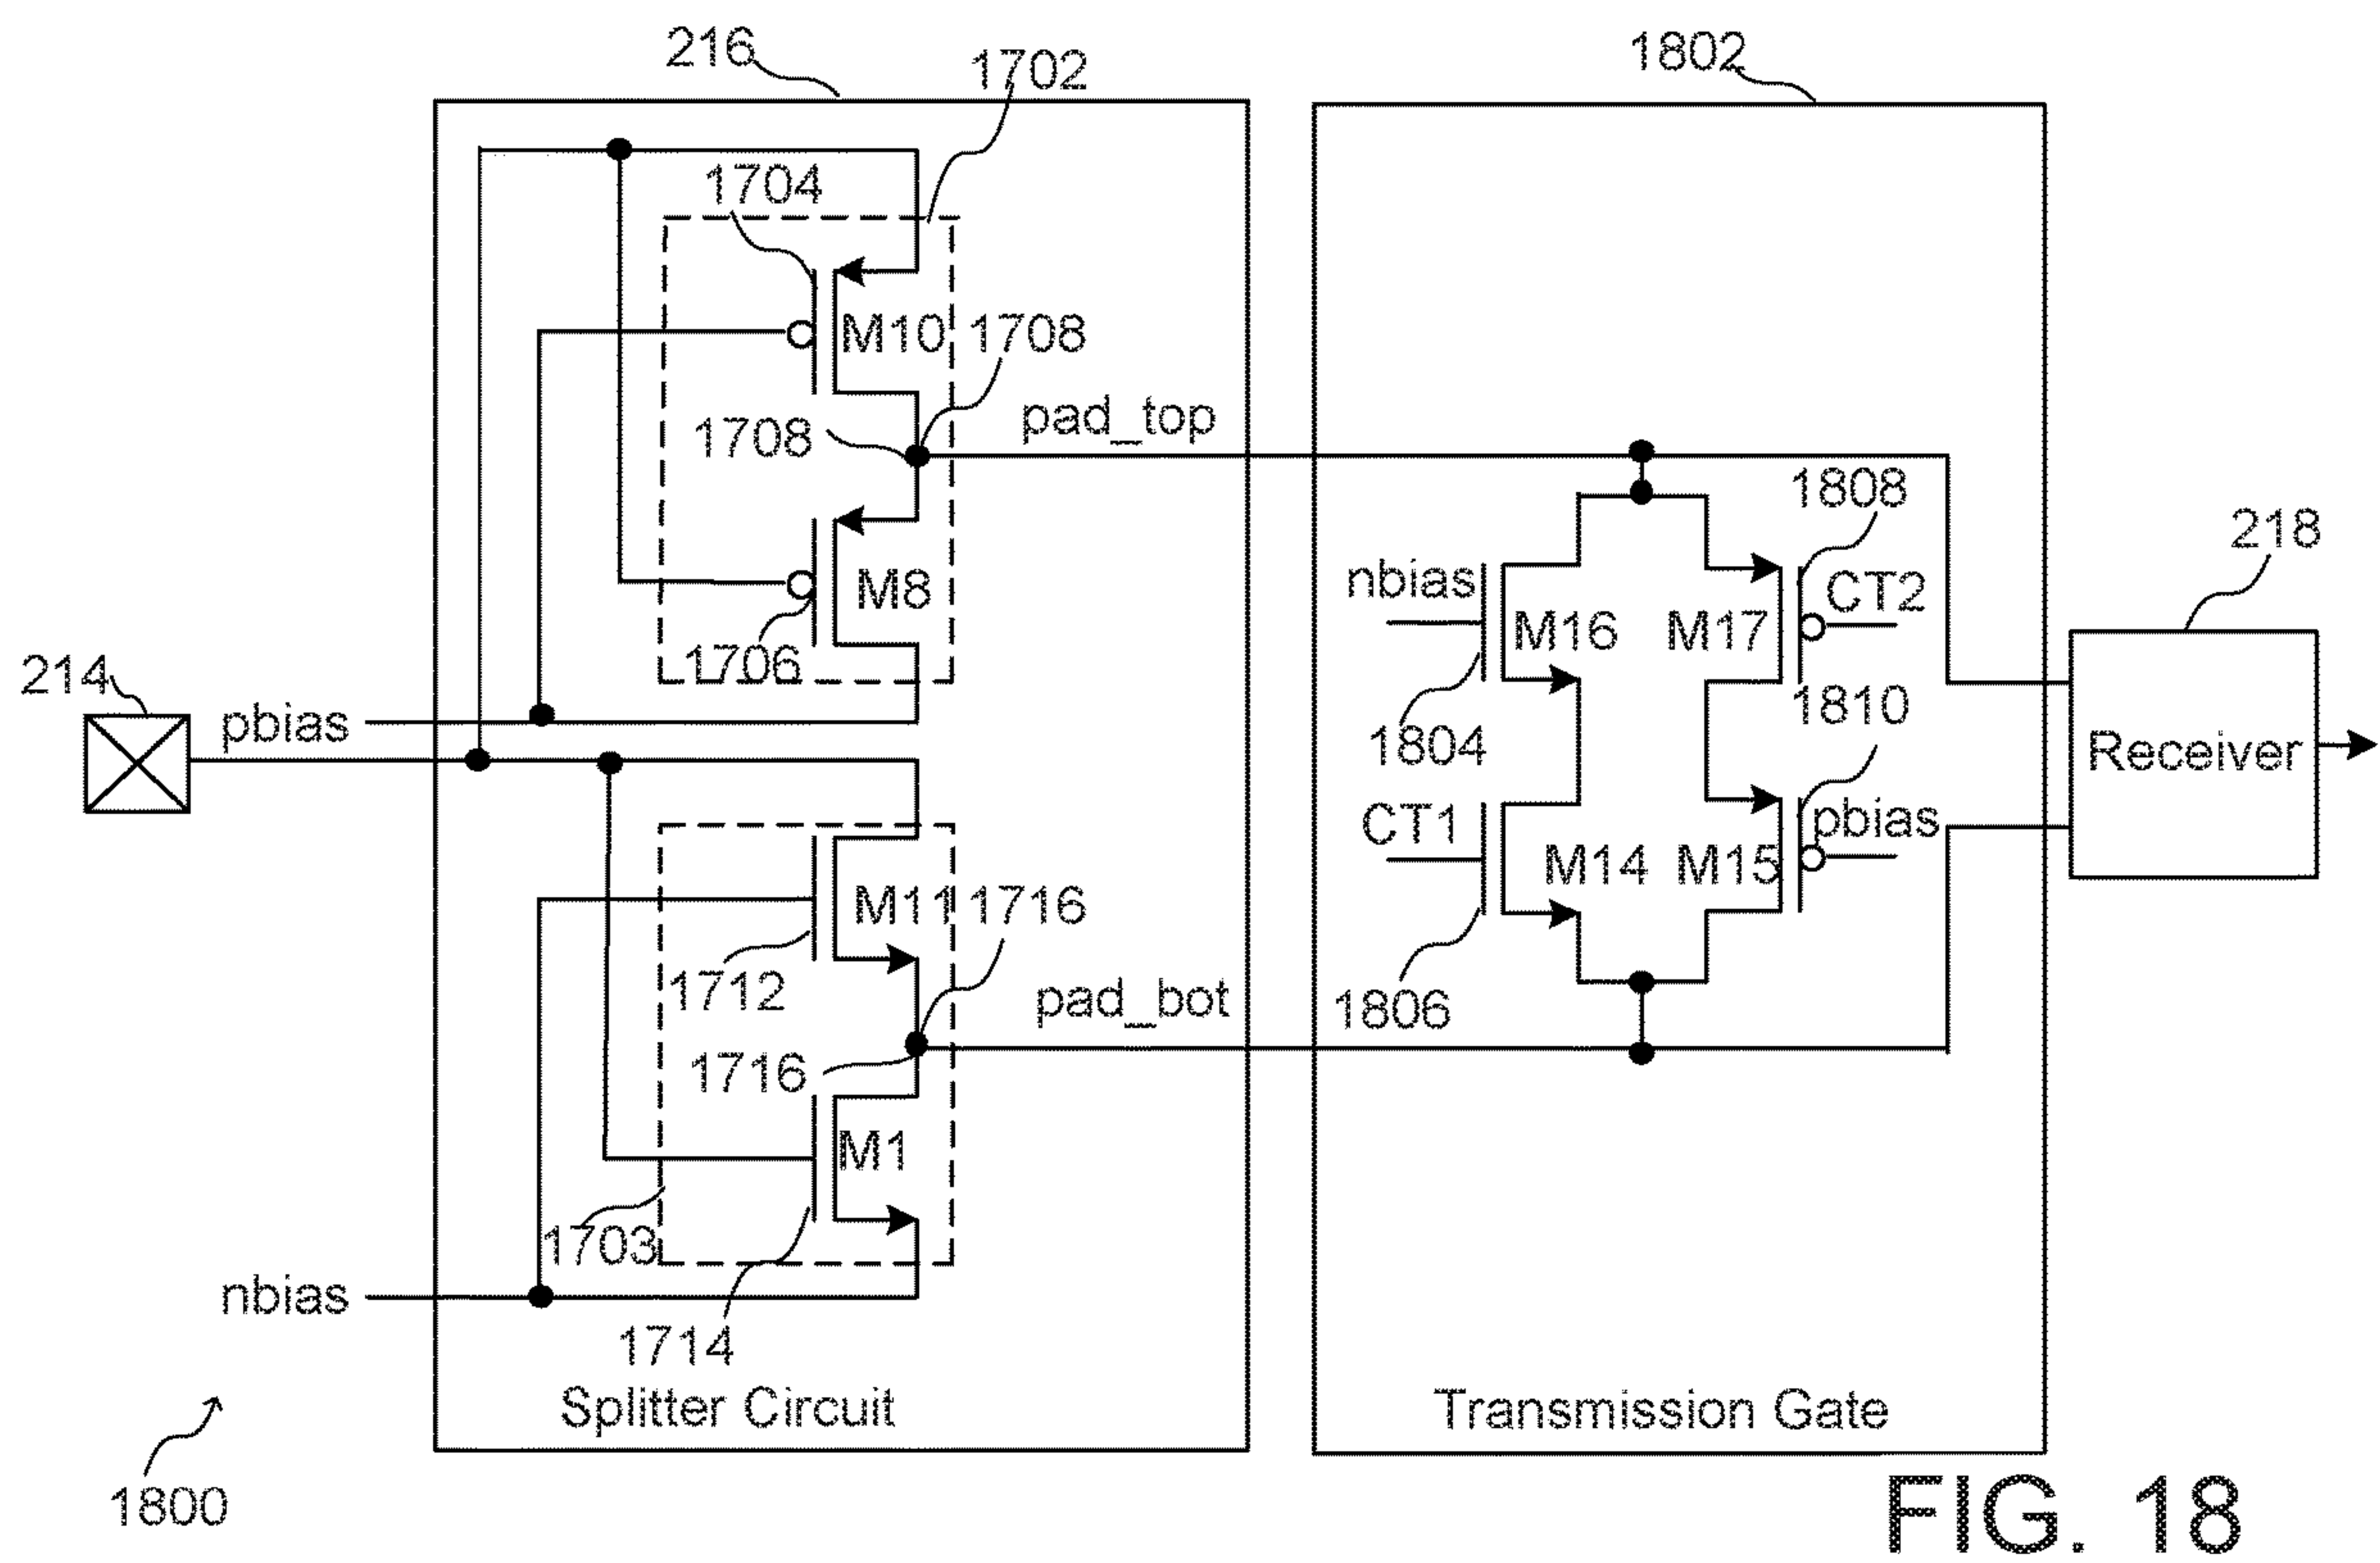 216
1702
1802
1704
M10
1708
1708
pad_top
1808
nbias
CT2
218
M8
M16
M17
1706
214
pbias
1804
1810
Receiver
CT1
pbias
M14
M15
M11
1716
1712
pad_bot
1806
1716
M1
1703
nbias
1714
Splitter Circuit
Transmission Gate
1800
FIG. 18